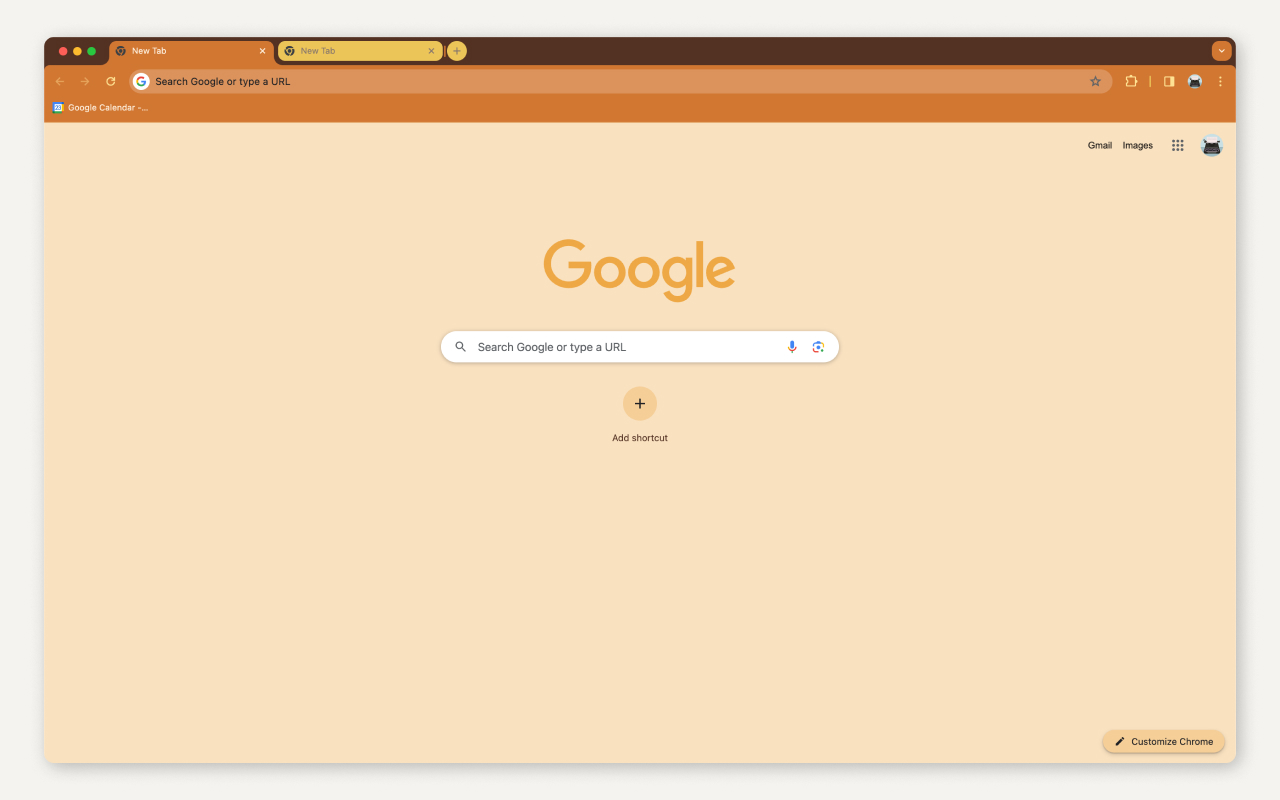 New Tab
New Tab
Search Google or type a URL
Google Calendar -...
Gmail
Images
Google
Search Google or type a URL
Add shortcut
Customize Chrome